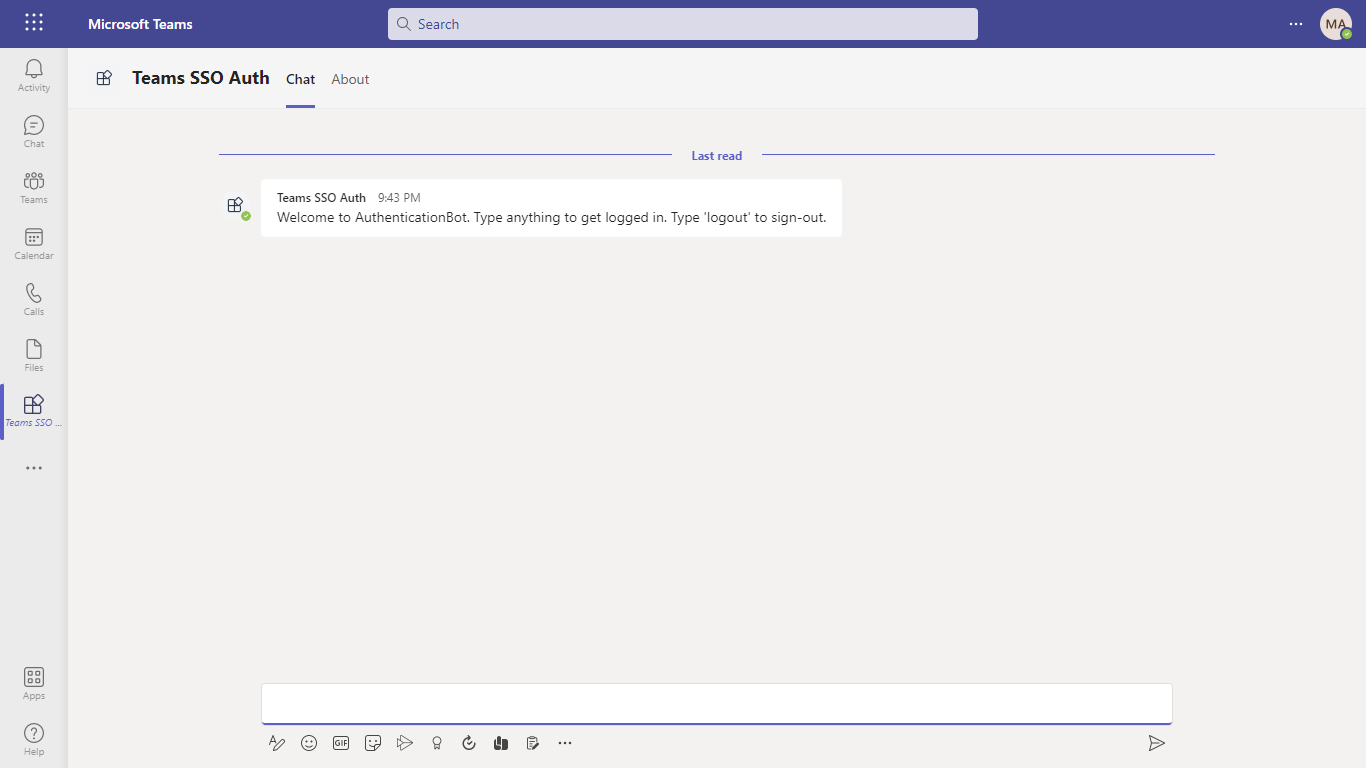 Microsoft Teams
Search
MA
Activity
Chat
Teams
Calendar
Calls
Files
Teams SSO ...
Apps
Help
Teams SSO Auth
Chat
About
Last read
Teams SSO Auth 9:43 PM
Welcome to AuthenticationBot. Type anything to get logged in. Type 'logout' to sign-out.
GIF